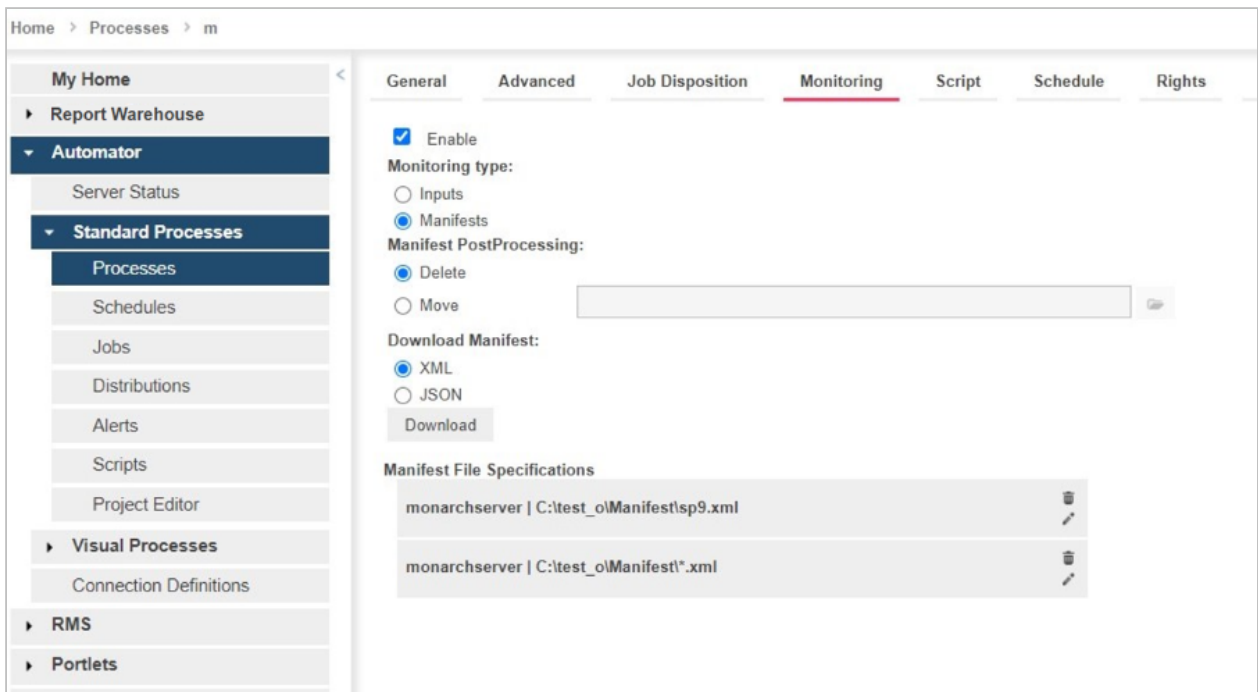 Home > Processes > m
My Home
Report Warehouse
Automator
Server Status
Standard Processes
Processes
Schedules
Jobs
Distributions
Alerts
Scripts
Project Editor
Visual Processes
Connection Definitions
RMS
Portlets
<
General Advanced Job Disposition Monitoring Script Schedule Rights
Enable
Monitoring type:
Inputs
Manifests
Manifest PostProcessing:
Delete
Move
Download Manifest:
XML
JSON
Download
Manifest File Specifications
monarchserver | C:\test_o\Manifest\sp9.xml
monarchserver | C:\test_o\Manifest\*.xml